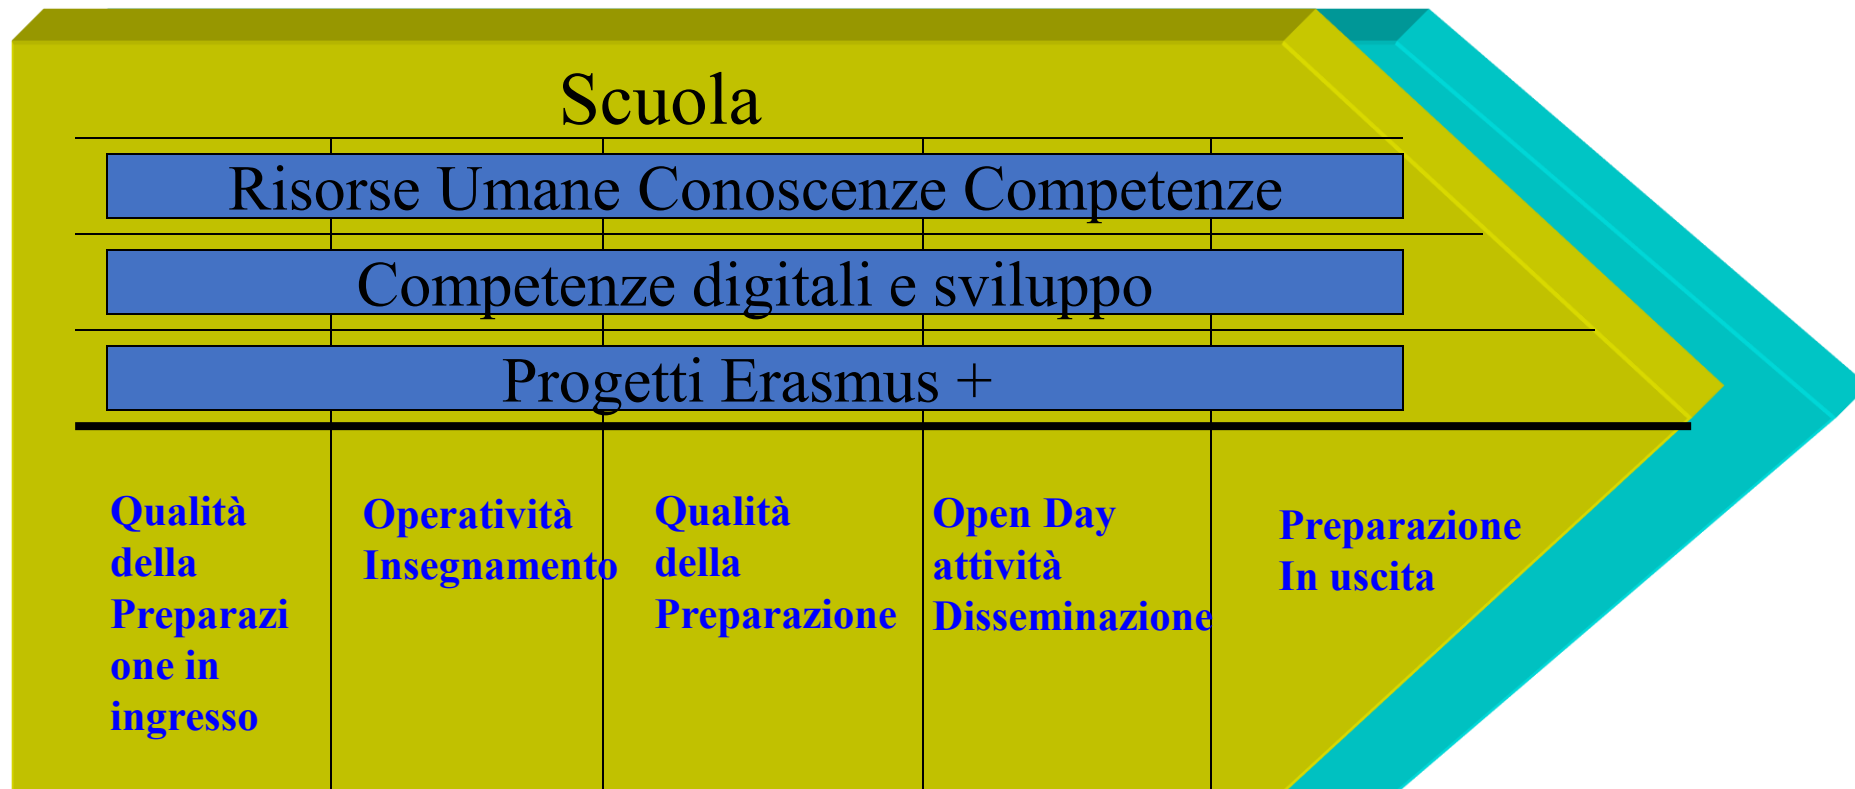 Scuola
Risorse Umane Conoscenze Competenze
Competenze digitali e sviluppo
Progetti Erasmus +
Qualità
della
Preparazi
one in
ingresso
Operatività
Insegnamento
Qualità
della
Preparazione
Open Day
attività
Disseminazione
Preparazione
In uscita